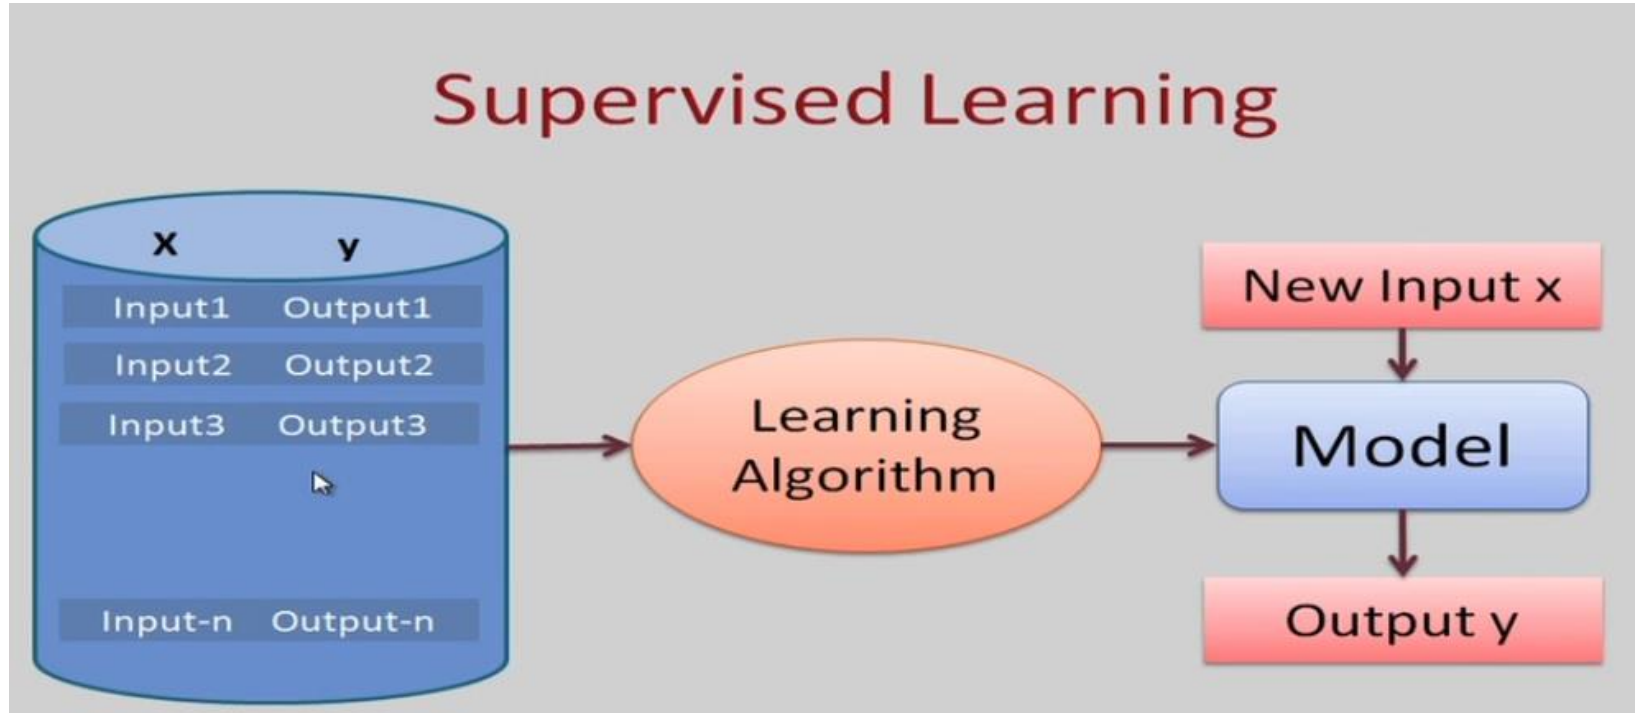 Supervised Learning
X y
Input1 Output1
Input2 Output2
Input3 Output3
Input-n Output-n
Learning
Algorithm
New Input x
Model
Output y